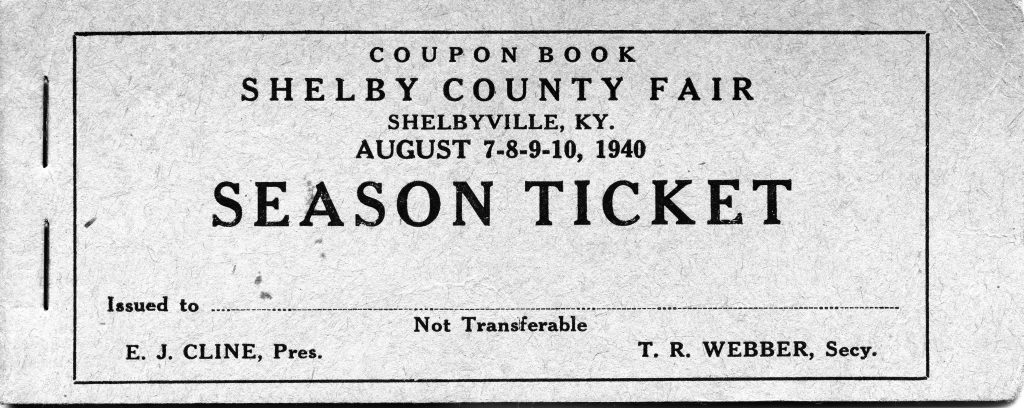 COUPON BOOK
SHELBY COUNTY FAIR
SHELBYVILLE, KY.
AUGUST 7-8-9-10, 1940
SEASON TICKET
Issued to
Not Transferable
E. J. CLINE, Pres. T. R. WEBBER, Secy.